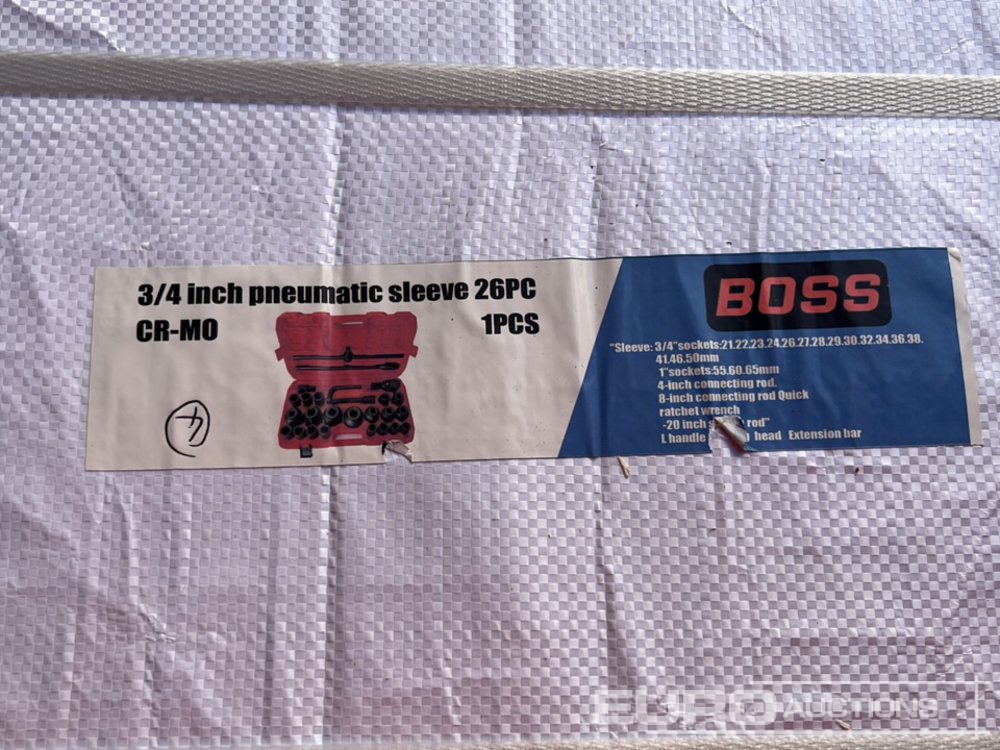 3/4 inch pneumatic sleeve 26PC
CR-MO 1PCS
4
BOSS
"Sleeve: 3/4"sockets:21.22.23.24.26.27.28.29.30.32.34.36.38.
41.46.50mm
1"sockets:55.60.65mm
4-inch connecting rod.
8-inch connecting rod Quick
ratchet wrench
-20 inch rod"
L handle head Extension bar
EURO AUCTIONS